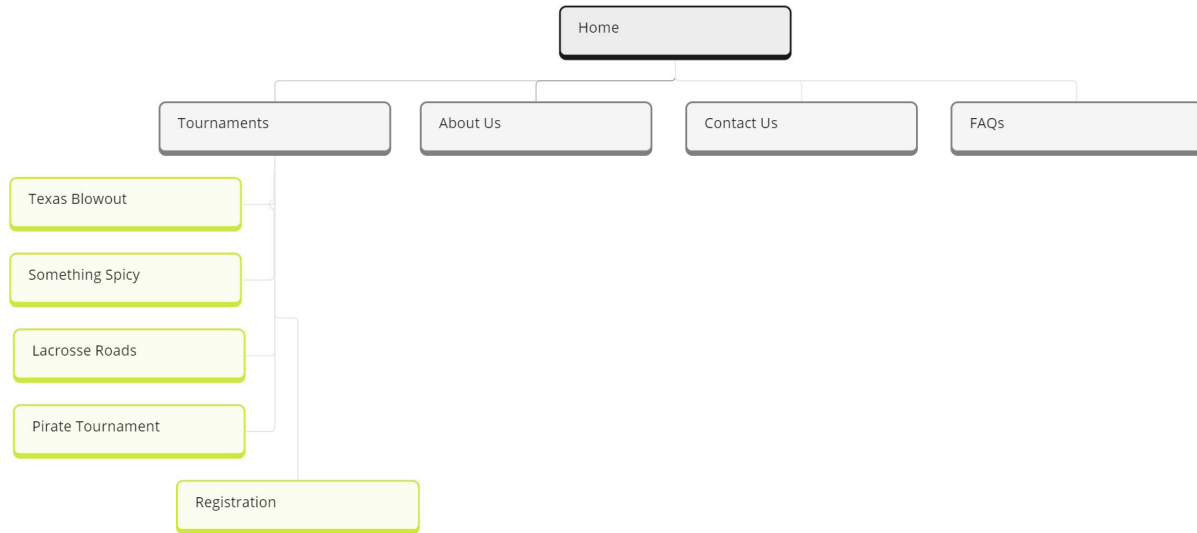 Home
Tournaments
About Us
Contact Us
FAQs
Texas Blowout
Something Spicy
Lacrosse Roads
Pirate Tournament
Registration